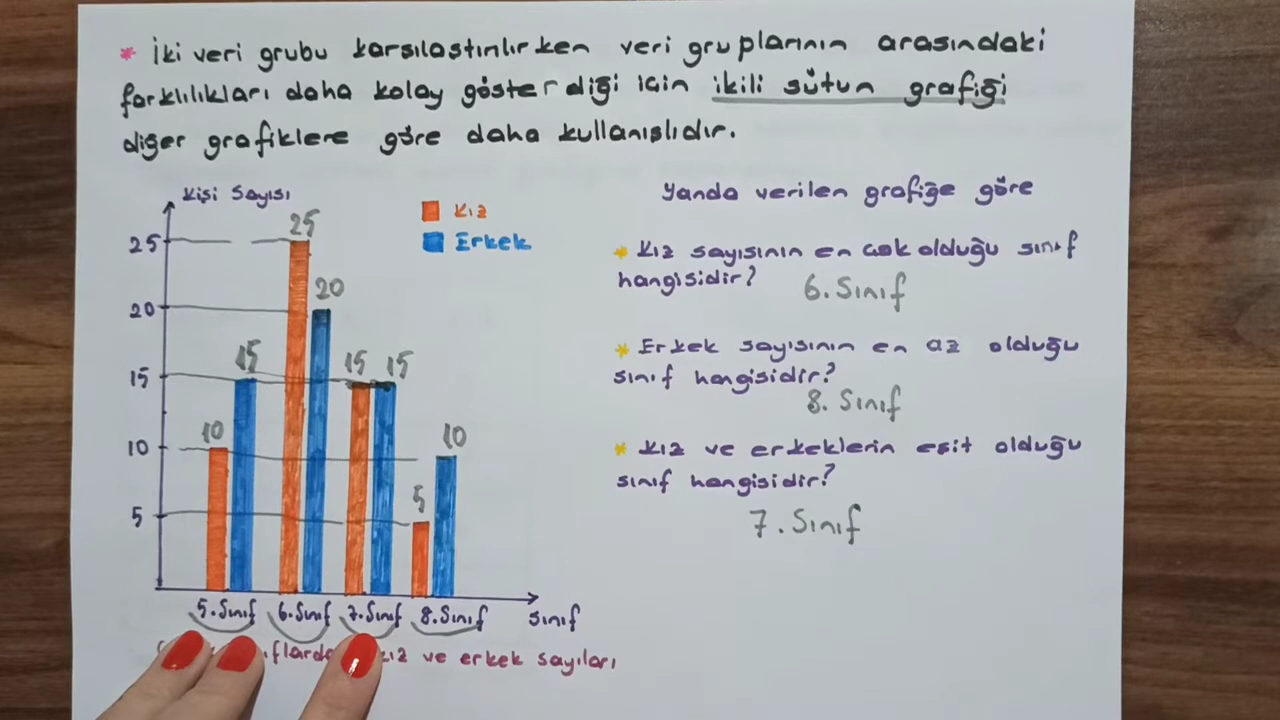 * İki veri grubu karşılaştırılırken veri gruplarının arasındaki
farklılıkları daha kolay gösterdiği için ikili sütun grafiği
diğer grafiklere göre daha kullanışlıdır.
Kişi Sayısı
Kız
Erkek
25
20
15
10
5
10
15
25
20
15
15
5
10
5.Sınıf
6.Sınıf
7.Sınıf
8.Sınıf
sınıf
kız ve erkek sayıları
Yanda verilen grafiğe göre
* Kız sayısının en çok olduğu sınıf
hangisidir?
6.Sınıf
* Erkek sayısının en az olduğu
sınıf hangisidir?
8. Sınıf
* Kız ve erkeklerin eşit olduğu
sınıf hangisidir?
7.Sınıf